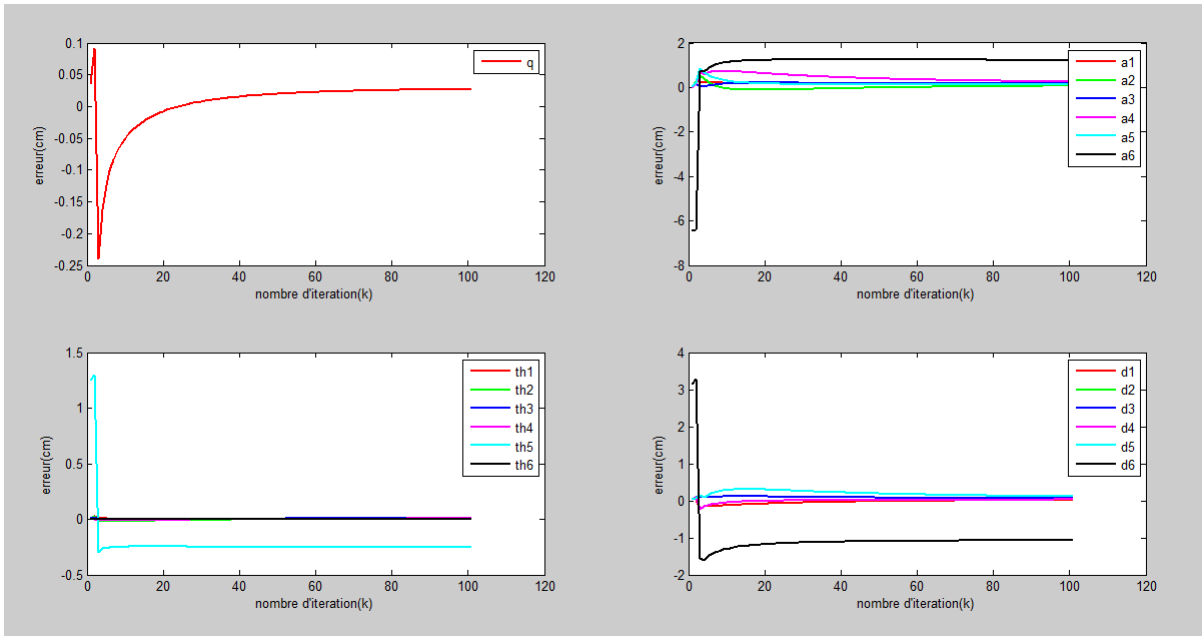 0.1
0.05
0
-0.05
-0.1
-0.15
-0.2
-0.25
erreur(cm)
0
20
40
60
80
100
120
nombre d'iteration(k)
q
2
0
-2
-4
-6
-8
erreur(cm)
0
20
40
60
80
100
120
nombre d'iteration(k)
a1
a2
a3
a4
a5
a6
1.5
1
0.5
0
-0.5
erreur(cm)
0
20
40
60
80
100
120
nombre d'iteration(k)
th1
th2
th3
th4
th5
th6
4
3
2
1
0
-1
-2
erreur(cm)
0
20
40
60
80
100
120
nombre d'iteration(k)
d1
d2
d3
d4
d5
d6